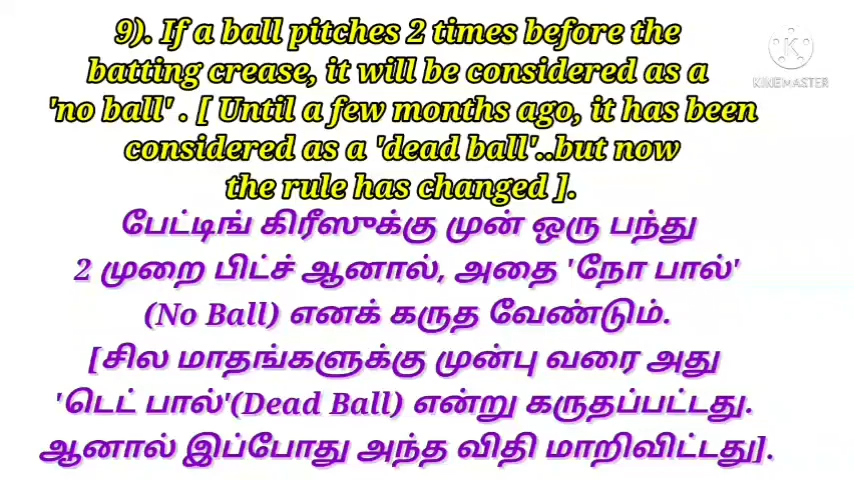 9). If a ball pitches 2 times before the
batting crease, it will be considered as a
'no ball' . [ Until a few months ago, it has been
considered as a 'dead ball'..but now
the rule has changed ].
பேட்டிங் கிரீஸுக்கு முன் ஒரு பந்து
2 முறை பிட்ச் ஆனால், அதை 'நோ பால்'
(No Ball) எனக் கருத வேண்டும்.
[சில மாதங்களுக்கு முன்பு வரை அது
'டெட் பால்'(Dead Ball) என்று கருதப்பட்டது.
ஆனால் இப்போது அந்த விதி மாறிவிட்டது].
K
KINEMASTER